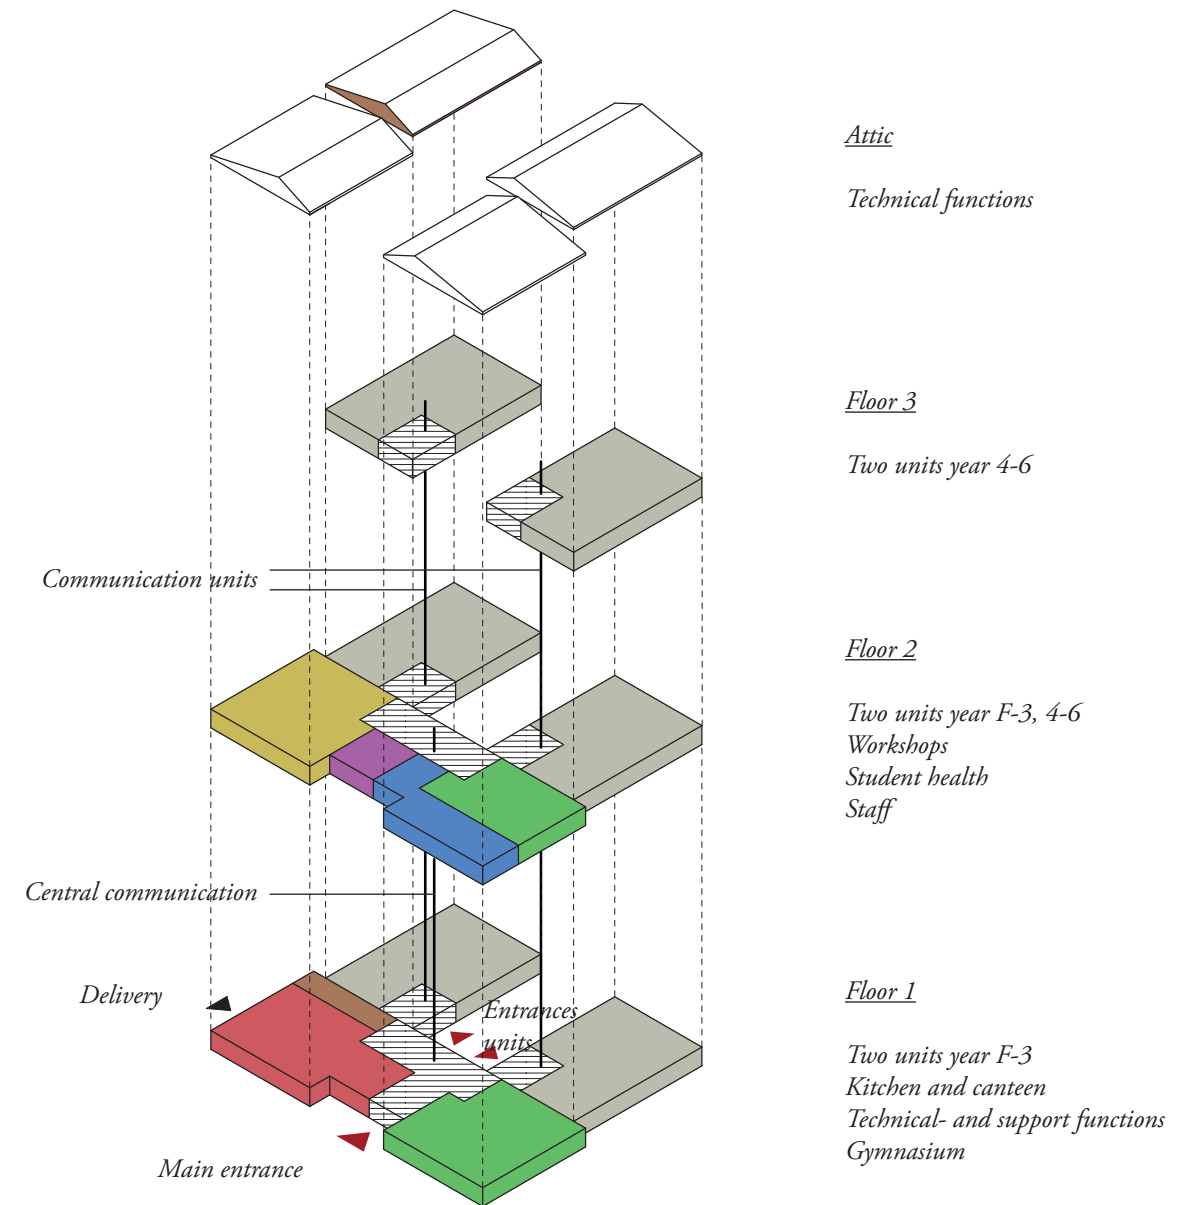 Attic
Technical functions
Floor 3
Two units year 4-6
Communication units
Floor 2
Two units year F-3, 4-6
Workshops
Student health
Staff
Central communication
Delivery
Entrances
units
Main entrance
Floor 1
Two units year F-3
Kitchen and canteen
Technical- and support functions
Gymnasium